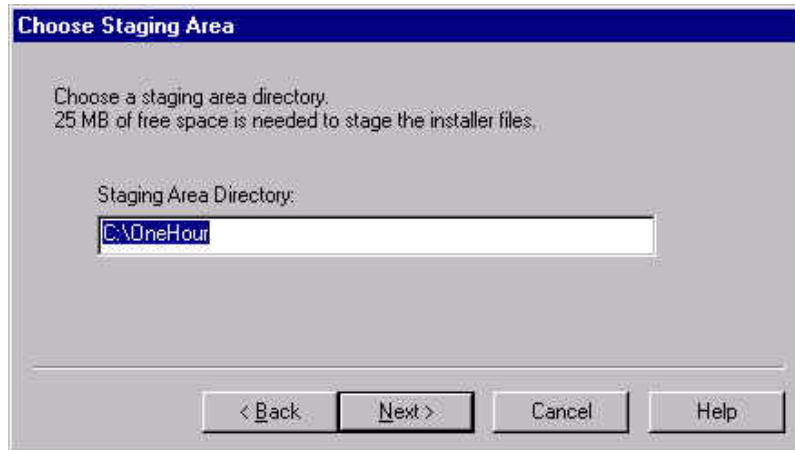 Choose Staging Area
Choose a staging area directory.
25 MB of free space is needed to stage the installer files.
Staging Area Directory:
C:\OneHour
< Back
Next >
Cancel
Help